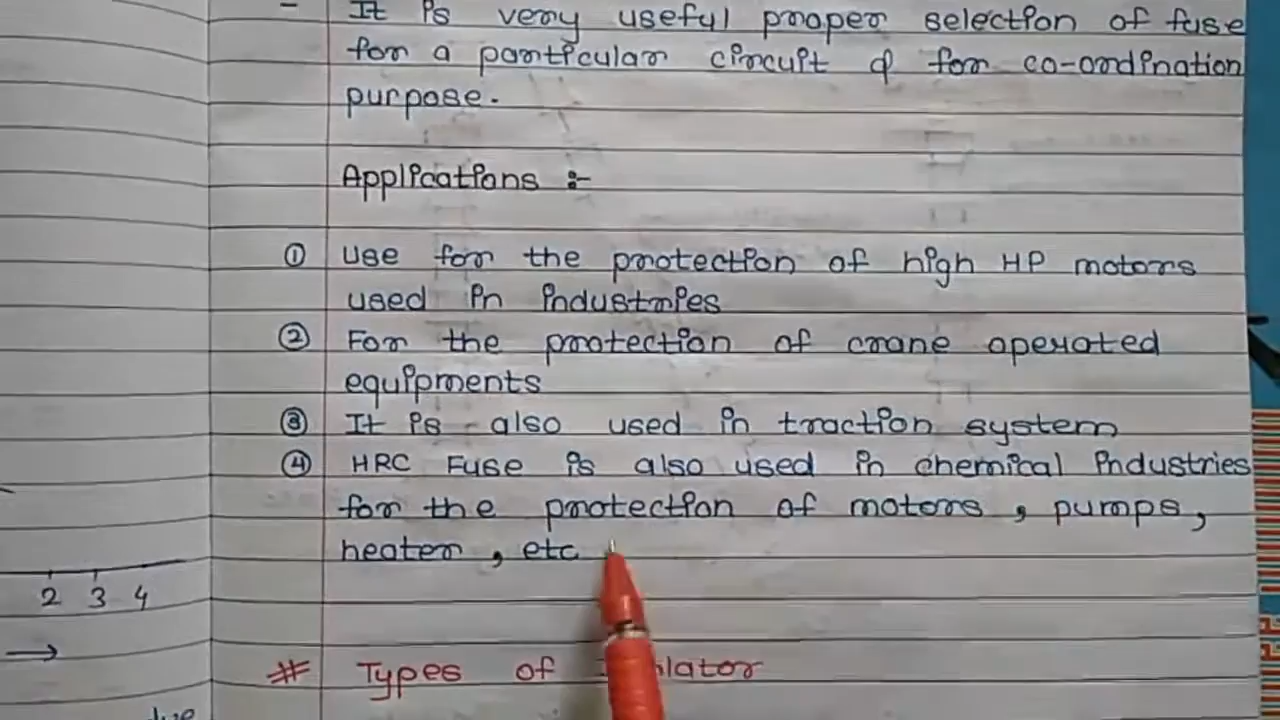 - It is very useful proper selection of fuse
for a particular circuit & for co-ordination
purpose.
Applications :-
① Use for the protection of high HP motors
used in industries
② For the protection of crane operated
equipments
③ It is also used in traction system
④ HRC Fuse is also used in chemical industries
for the protection of motors, pumps,
heater, etc
2 3 4
→
# Types of lator